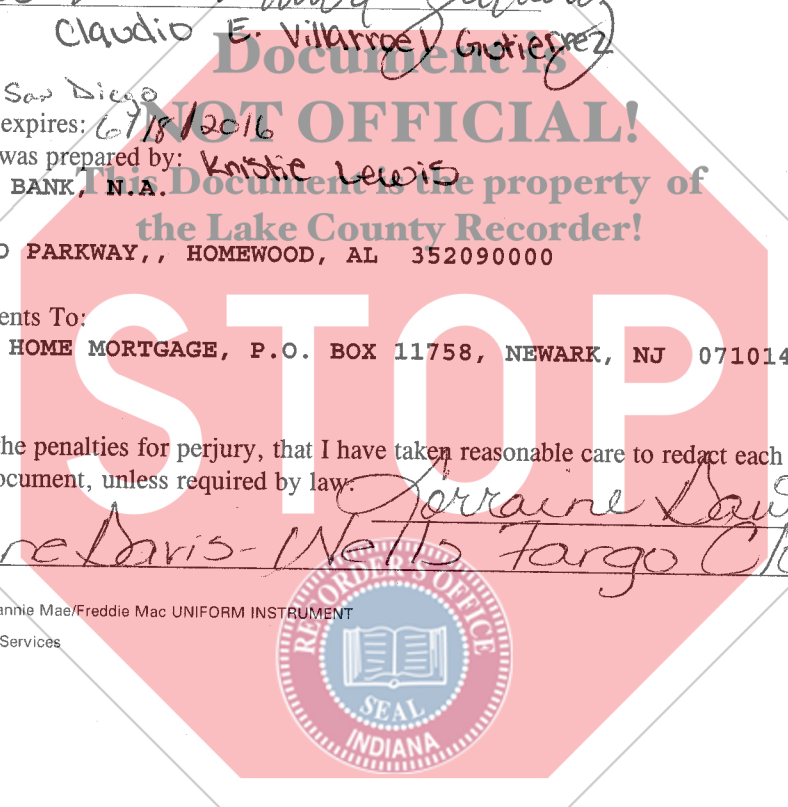 Claudio E. Villarroel Gutierrez
Document is
San Diego
NOT OFFICIAL!
expires: 6/8/2016
was prepared by: Kristie Lewis
This Document is the property of
BANK, N.A.
the Lake County Recorder!
PARKWAY,, HOMEWOOD, AL 352090000
ents To:
HOME MORTGAGE, P.O. BOX 11758, NEWARK, NJ 071014
STOP
he penalties for perjury, that I have taken reasonable care to redact each
ocument, unless required by law.
Lorraine Davi
re Davis - Wells Fargo
annie Mae/Freddie Mac UNIFORM INSTRUMENT
Services
RECORDER'S OFFICE
SEAL
INDIANA